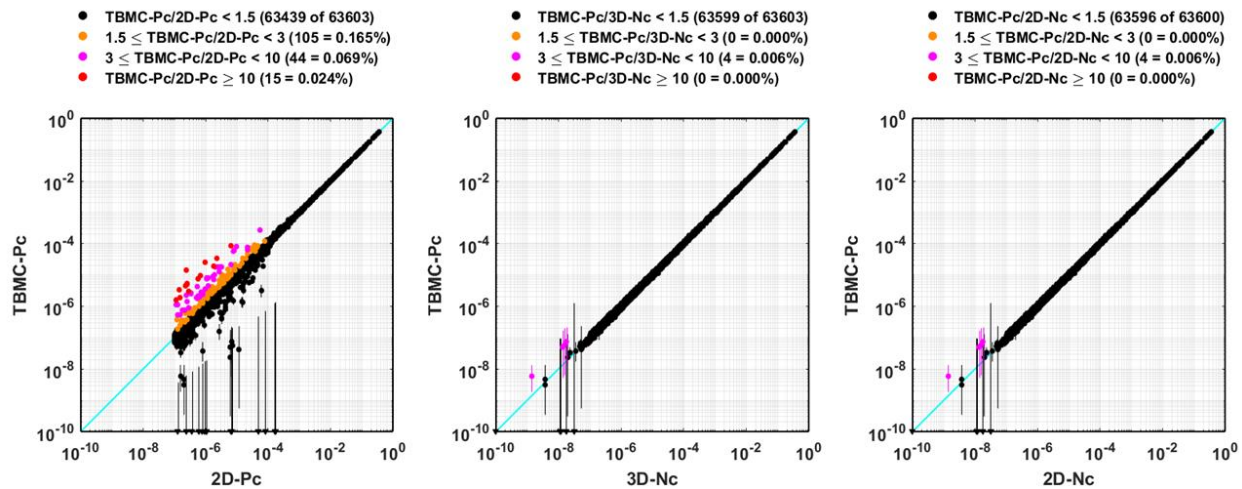 TBMC-Pc/2D-Pc < 1.5 (63439 of 63603)
1.5 ≤ TBMC-Pc/2D-Pc < 3 (105 = 0.165%)
3 ≤ TBMC-Pc/2D-Pc < 10 (44 = 0.069%)
TBMC-Pc/2D-Pc ≥ 10 (15 = 0.024%)
10^0
10^-2
10^-4
10^-6
10^-8
10^-10
TBMC-Pc
10^-10 10^-8 10^-6 10^-4 10^-2 10^0
2D-Pc
TBMC-Pc/3D-Nc < 1.5 (63599 of 63603)
1.5 ≤ TBMC-Pc/3D-Nc < 3 (0 = 0.000%)
3 ≤ TBMC-Pc/3D-Nc < 10 (4 = 0.006%)
TBMC-Pc/3D-Nc ≥ 10 (0 = 0.000%)
10^0
10^-2
10^-4
10^-6
10^-8
10^-10
TBMC-Pc
10^-10 10^-8 10^-6 10^-4 10^-2 10^0
3D-Nc
TBMC-Pc/2D-Nc < 1.5 (63596 of 63600)
1.5 ≤ TBMC-Pc/2D-Nc < 3 (0 = 0.000%)
3 ≤ TBMC-Pc/2D-Nc < 10 (4 = 0.006%)
TBMC-Pc/2D-Nc ≥ 10 (0 = 0.000%)
10^0
10^-2
10^-4
10^-6
10^-8
10^-10
TBMC-Pc
10^-10 10^-8 10^-6 10^-4 10^-2 10^0
2D-Nc